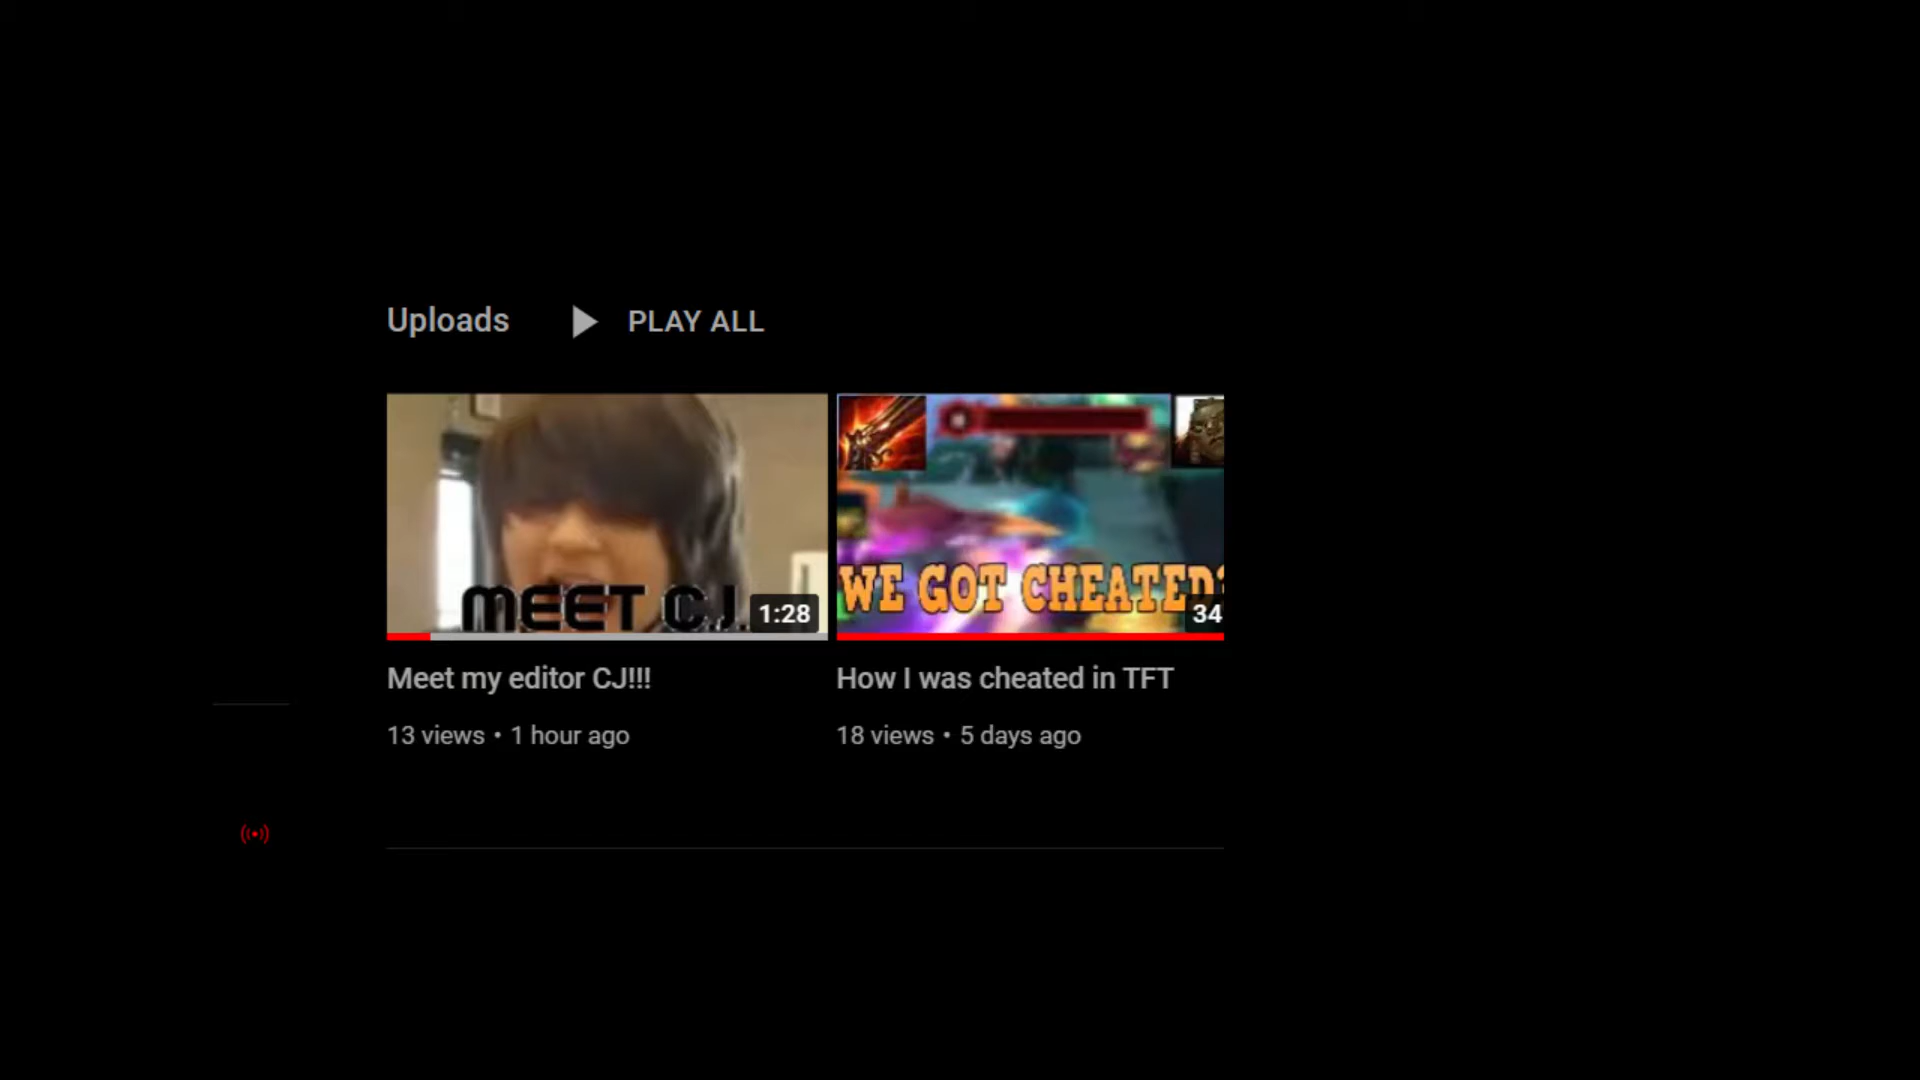 Uploads
PLAY ALL
MEET CJ.
1:28
WE GOT CHEATED?
34
Meet my editor CJ!!!
How I was cheated in TFT
13 views • 1 hour ago
18 views • 5 days ago